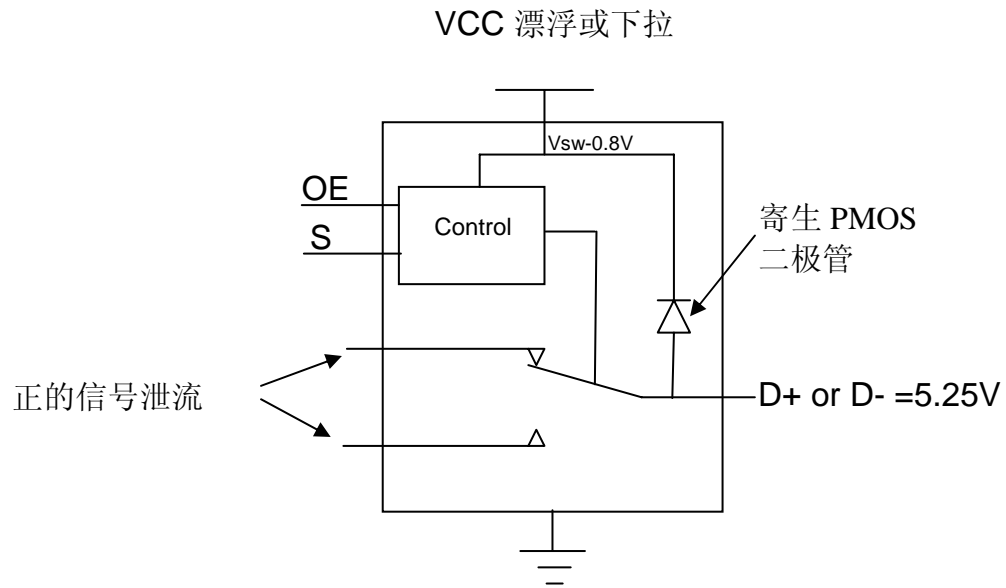 VCC 漂浮或下拉
Vsw-0.8V
OE
Control
S
寄生 PMOS
二极管
正的信号泄流
D+ or D- =5.25V